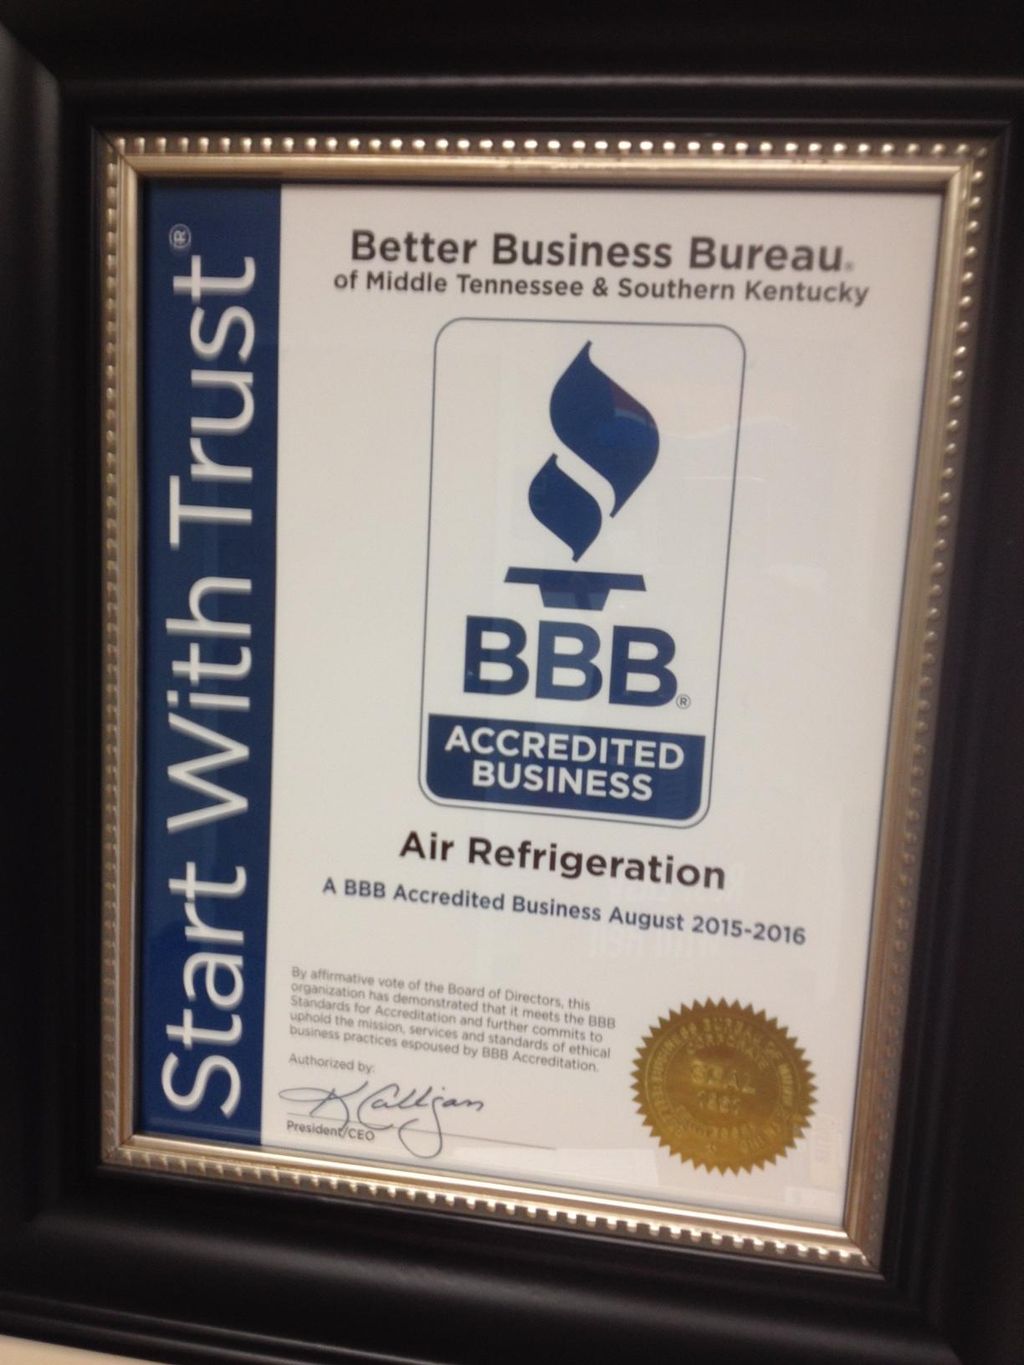 Start With Trust®
Better Business Bureau®
of Middle Tennessee & Southern Kentucky
BBB®
ACCREDITED
BUSINESS
Air Refrigeration
A BBB Accredited Business August 2015-2016
By affirmative vote of the Board of Directors, this
organization has demonstrated that it meets the BBB
Standards for Accreditation and further commits to
uphold the mission, services and standards of ethical
business practices espoused by BBB Accreditation.
Authorized by:
K Calligan
President/CEO
SEAL